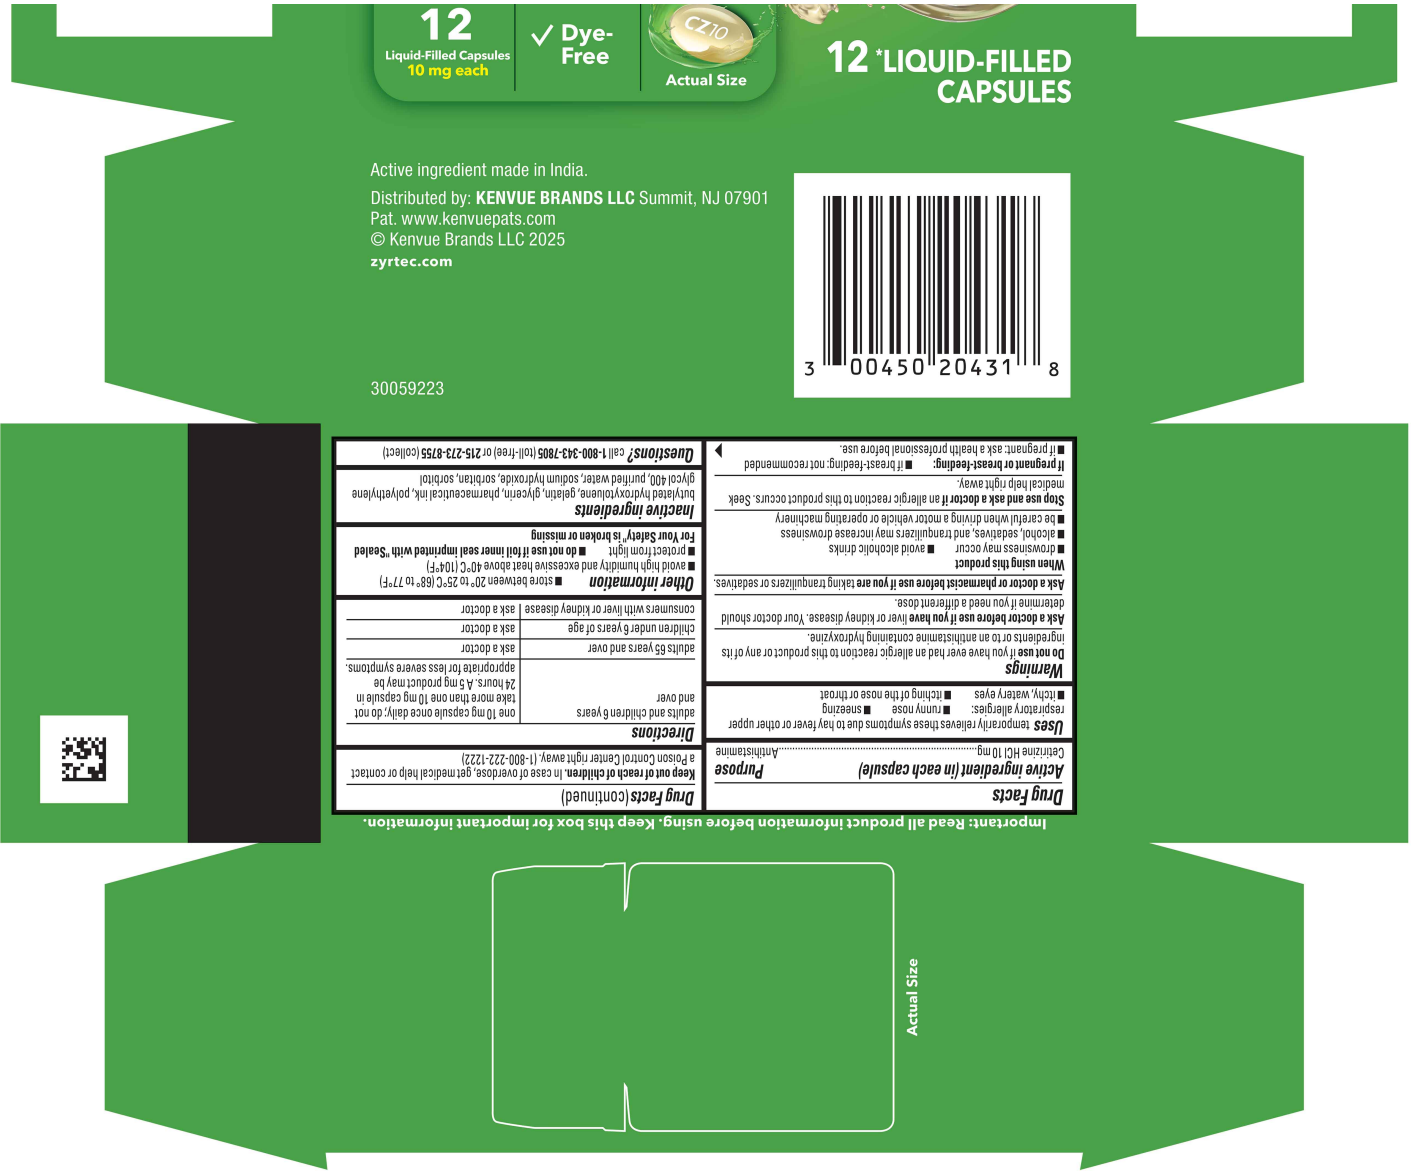 12
Liquid-Filled Capsules
10 mg each
✓ Dye-
Free
CZ10
Actual Size
12 *LIQUID-FILLED
CAPSULES
Active ingredient made in India.
Distributed by: KENVUE BRANDS LLC Summit, NJ 07901
Pat. www.kenvuepats.com
© Kenvue Brands LLC 2025
zyrtec.com
30059223
3 00450 20431 8
Important: Read all product information before using. Keep this box for important information.
Drug Facts
Active ingredient (in each capsule) Purpose
Cetirizine HCl 10 mg...Antihistamine
Uses temporarily relieves these symptoms due to hay fever or other upper
respiratory allergies: ■ runny nose ■ sneezing
■ itchy, watery eyes ■ itching of the nose or throat
Warnings
Do not use if you have ever had an allergic reaction to this product or any of its
ingredients or to an antihistamine containing hydroxyzine.
Ask a doctor before use if you have liver or kidney disease. Your doctor should
determine if you need a different dose.
Ask a doctor or pharmacist before use if you are taking tranquilizers or sedatives.
When using this product
■ drowsiness may occur ■ avoid alcoholic drinks
■ alcohol, sedatives, and tranquilizers may increase drowsiness
■ be careful when driving a motor vehicle or operating machinery
Stop use and ask a doctor if an allergic reaction to this product occurs. Seek
medical help right away.
If pregnant or breast-feeding: ■ if breast-feeding: not recommended
■ if pregnant: ask a health professional before use.
Drug Facts (continued)
Keep out of reach of children. In case of overdose, get medical help or contact
a Poison Control Center right away. (1-800-222-1222)
Directions
adults and children 6 years
and over
one 10 mg capsule once daily; do not
take more than one 10 mg capsule in
24 hours. A 5 mg product may be
appropriate for less severe symptoms.
adults 65 years and over ask a doctor
children under 6 years of age ask a doctor
consumers with liver or kidney disease ask a doctor
Other information ■ store between 20° to 25°C (68° to 77°F)
■ avoid high humidity and excessive heat above 40°C (104°F)
■ protect from light ■ do not use if foil inner seal imprinted with "Sealed
For Your Safety" is broken or missing
Inactive ingredients
butylated hydroxytoluene, gelatin, glycerin, pharmaceutical ink, polyethylene
glycol 400, purified water, sodium hydroxide, sorbitan, sorbitol
Questions? call 1-800-343-7805 (toll-free) or 215-273-8755 (collect)
Actual Size